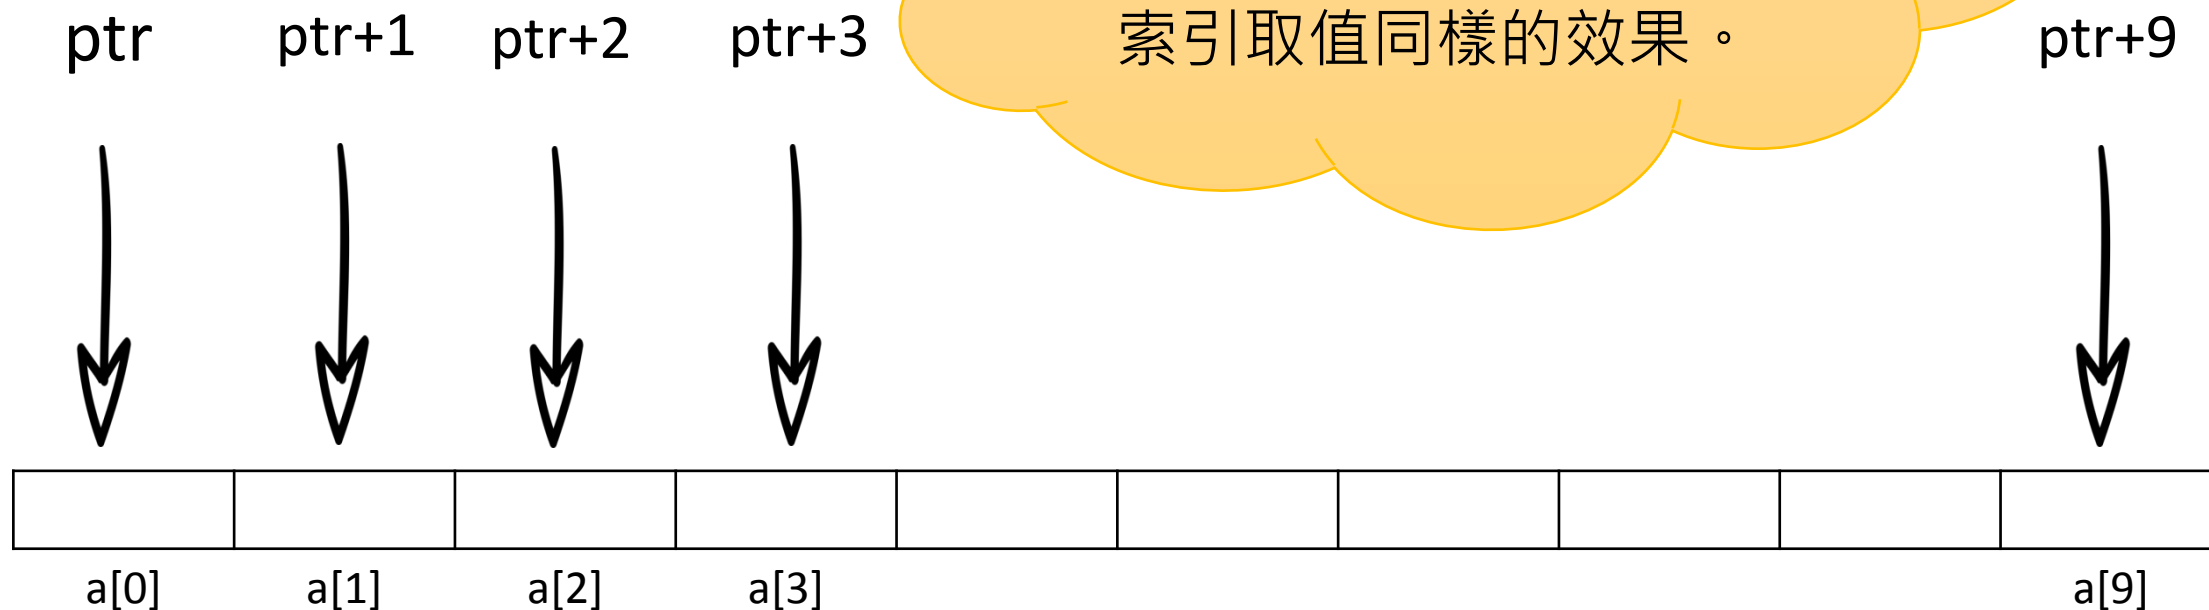 索引取值同樣的效果。
ptr ptr+1 ptr+2 ptr+3 ptr+9
a[0] a[1] a[2] a[3] a[9]